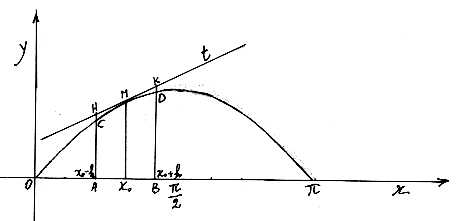 y
t
K
H M
C D
x₀-h x₀+h
O A x₀ B π x
π/2